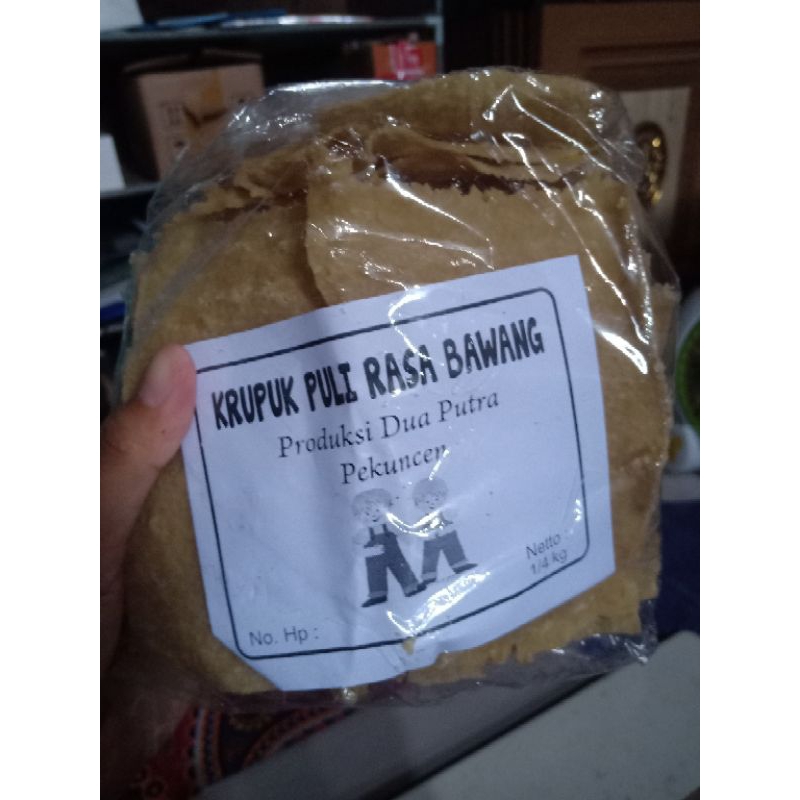 KRUPUK PULI RASA BAWANG
Produksi Dua Putra
Pekuncen
Netto
1/4 kg
No. Hp :